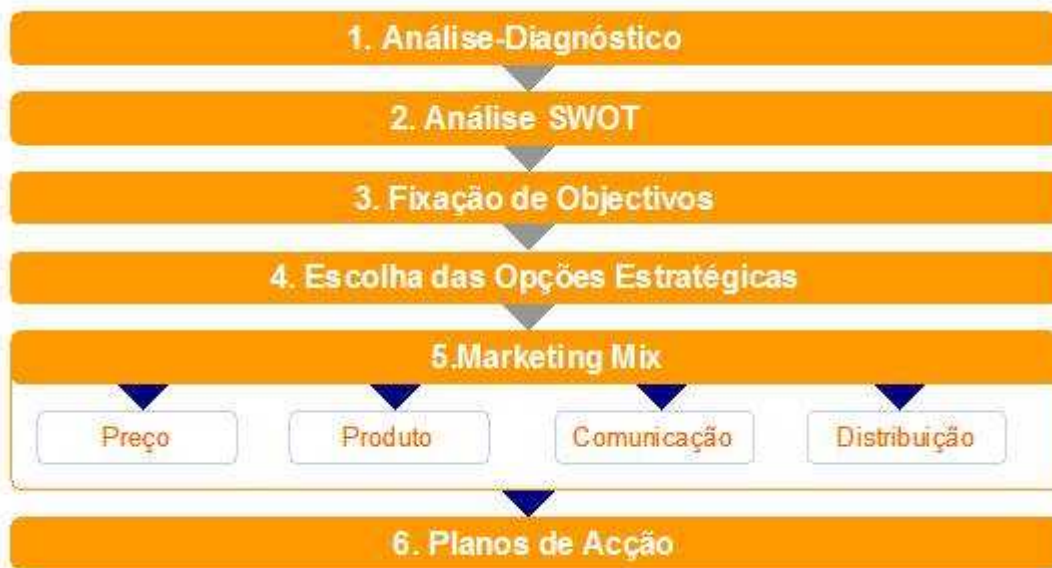 1. Análise-Diagnóstico
2. Análise SWOT
3. Fixação de Objectivos
4. Escolha das Opções Estratégicas
5.Marketing Mix
Preço Produto Comunicação Distribuição
6. Planos de Acção